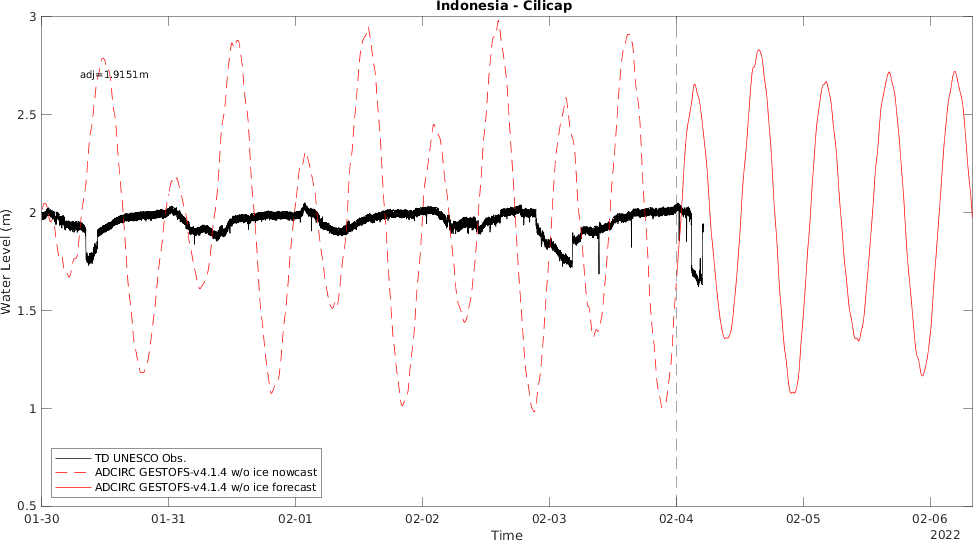 Indonesia - Cilicap
3
2.5
2
1.5
1
0.5
Water Level (m)
adj=1.9151m
TD UNESCO Obs.
ADCIRC GESTOFS-v4.1.4 w/o ice nowcast
ADCIRC GESTOFS-v4.1.4 w/o ice forecast
01-30 01-31 02-01 02-02 02-03 02-04 02-05 02-06
Time
2022